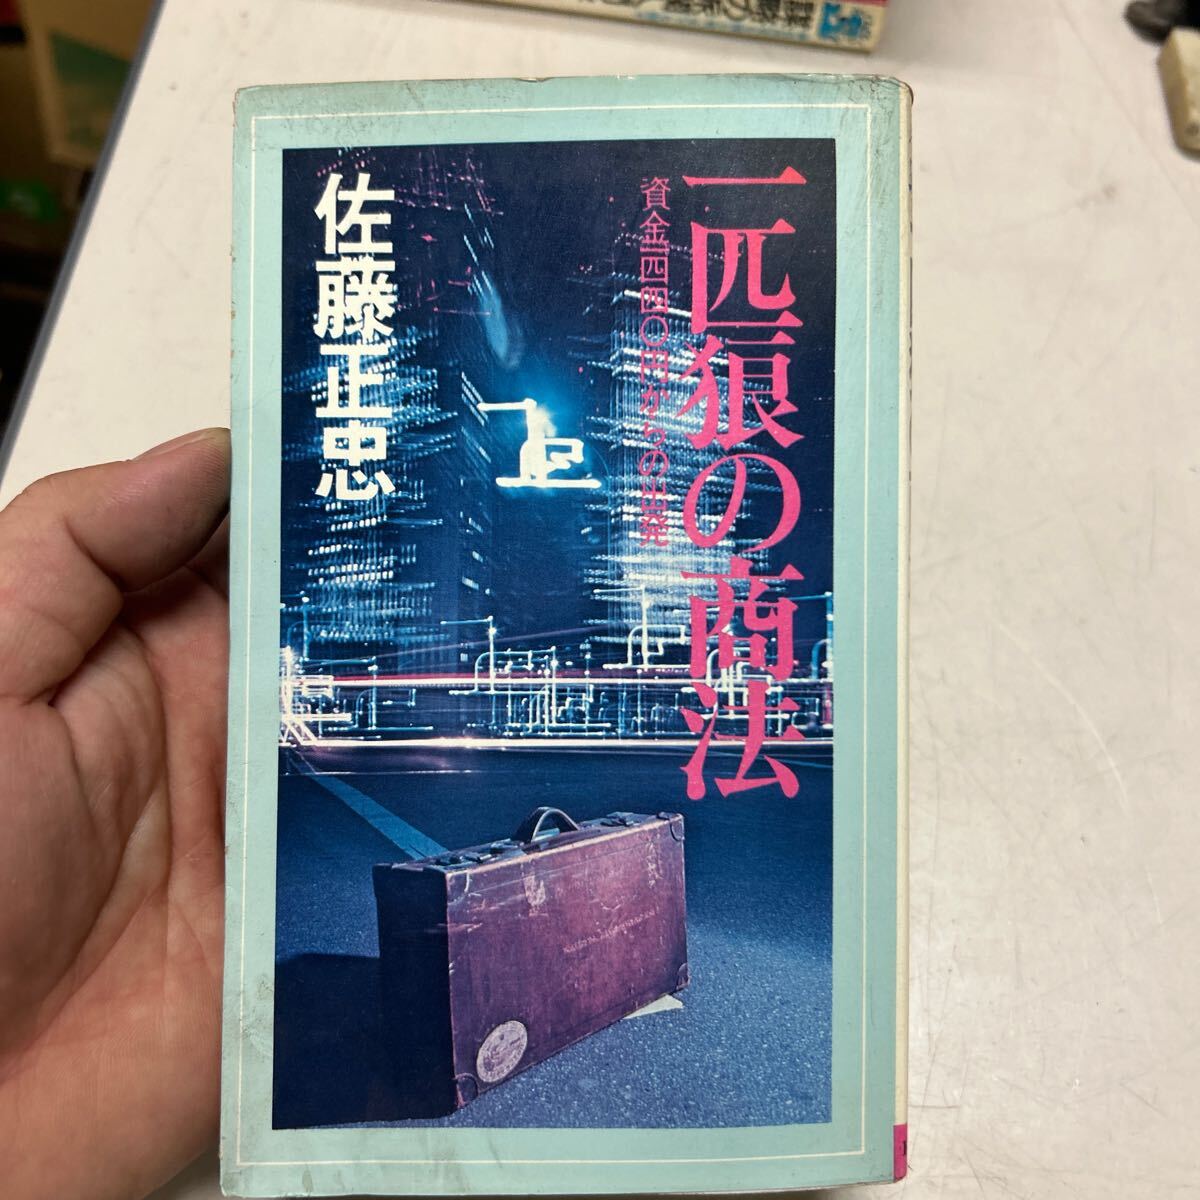 一匹狼の商法
資金一四四〇円からの出発
佐藤正忠